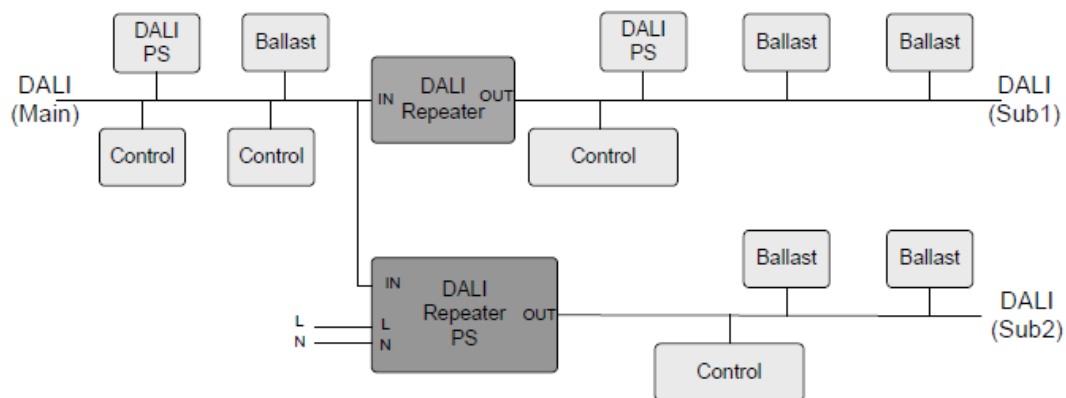 DALI
PS
Ballast
DALI
PS
Ballast
Ballast
DALI
(Main)
IN
DALI
Repeater
OUT
DALI
(Sub1)
Control
Control
Control
Ballast
Ballast
IN
DALI
Repeater
PS
OUT
L
L
N
N
DALI
(Sub2)
Control